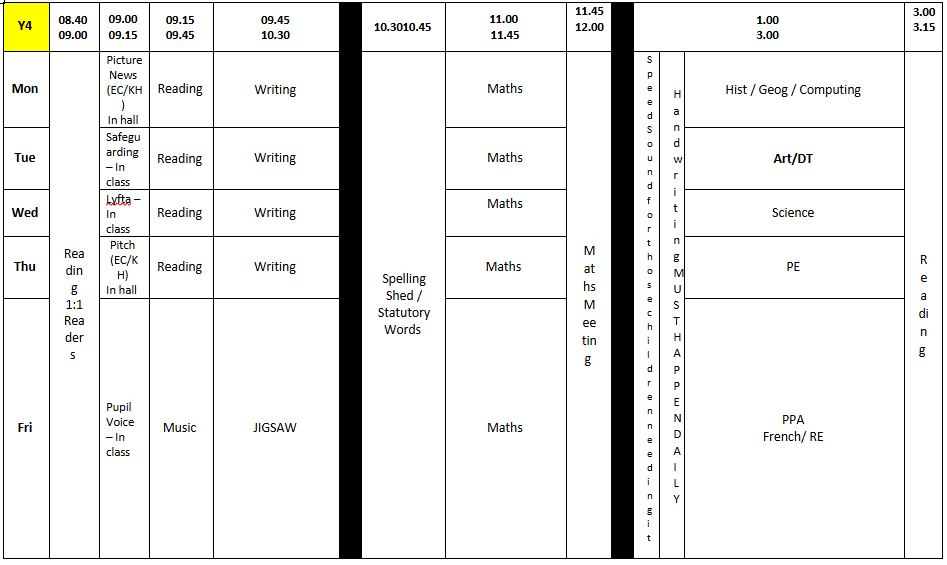 Y4
08.40
09.00
09.00
09.15
09.15
09.45
09.45
10.30
10.3010.45
11.00
11.45
11.45
12.00
1.00
3.00
3.00
3.15
Mon
Rea
din
g
1:1
Rea
der
s
Picture
News
(EC/KH
)
In hall
Reading
Writing
Spelling
Shed /
Statutory
Words
Maths
M
at
hs
M
ee
tin
g
S
p
e
e
d
S
o
u
n
d
f
o
r
t
h
o
s
e
c
h
i
l
d
r
e
n
n
e
e
d
i
n
g
i
t
H
a
n
d
w
r
i
t
i
n
g
M
U
S
T
H
A
P
P
E
N
D
A
I
L
Y
Hist / Geog / Computing
R
e
a
di
n
g
Tue
Safegu
arding
– In
class
Reading
Writing
Maths
Art/DT
Wed
Lyfta –
In
class
Reading
Writing
Maths
Science
Thu
Pitch
(EC/K
H)
In hall
Reading
Writing
Maths
PE
Fri
Pupil
Voice
– In
class
Music
JIGSAW
Maths
PPA
French/ RE